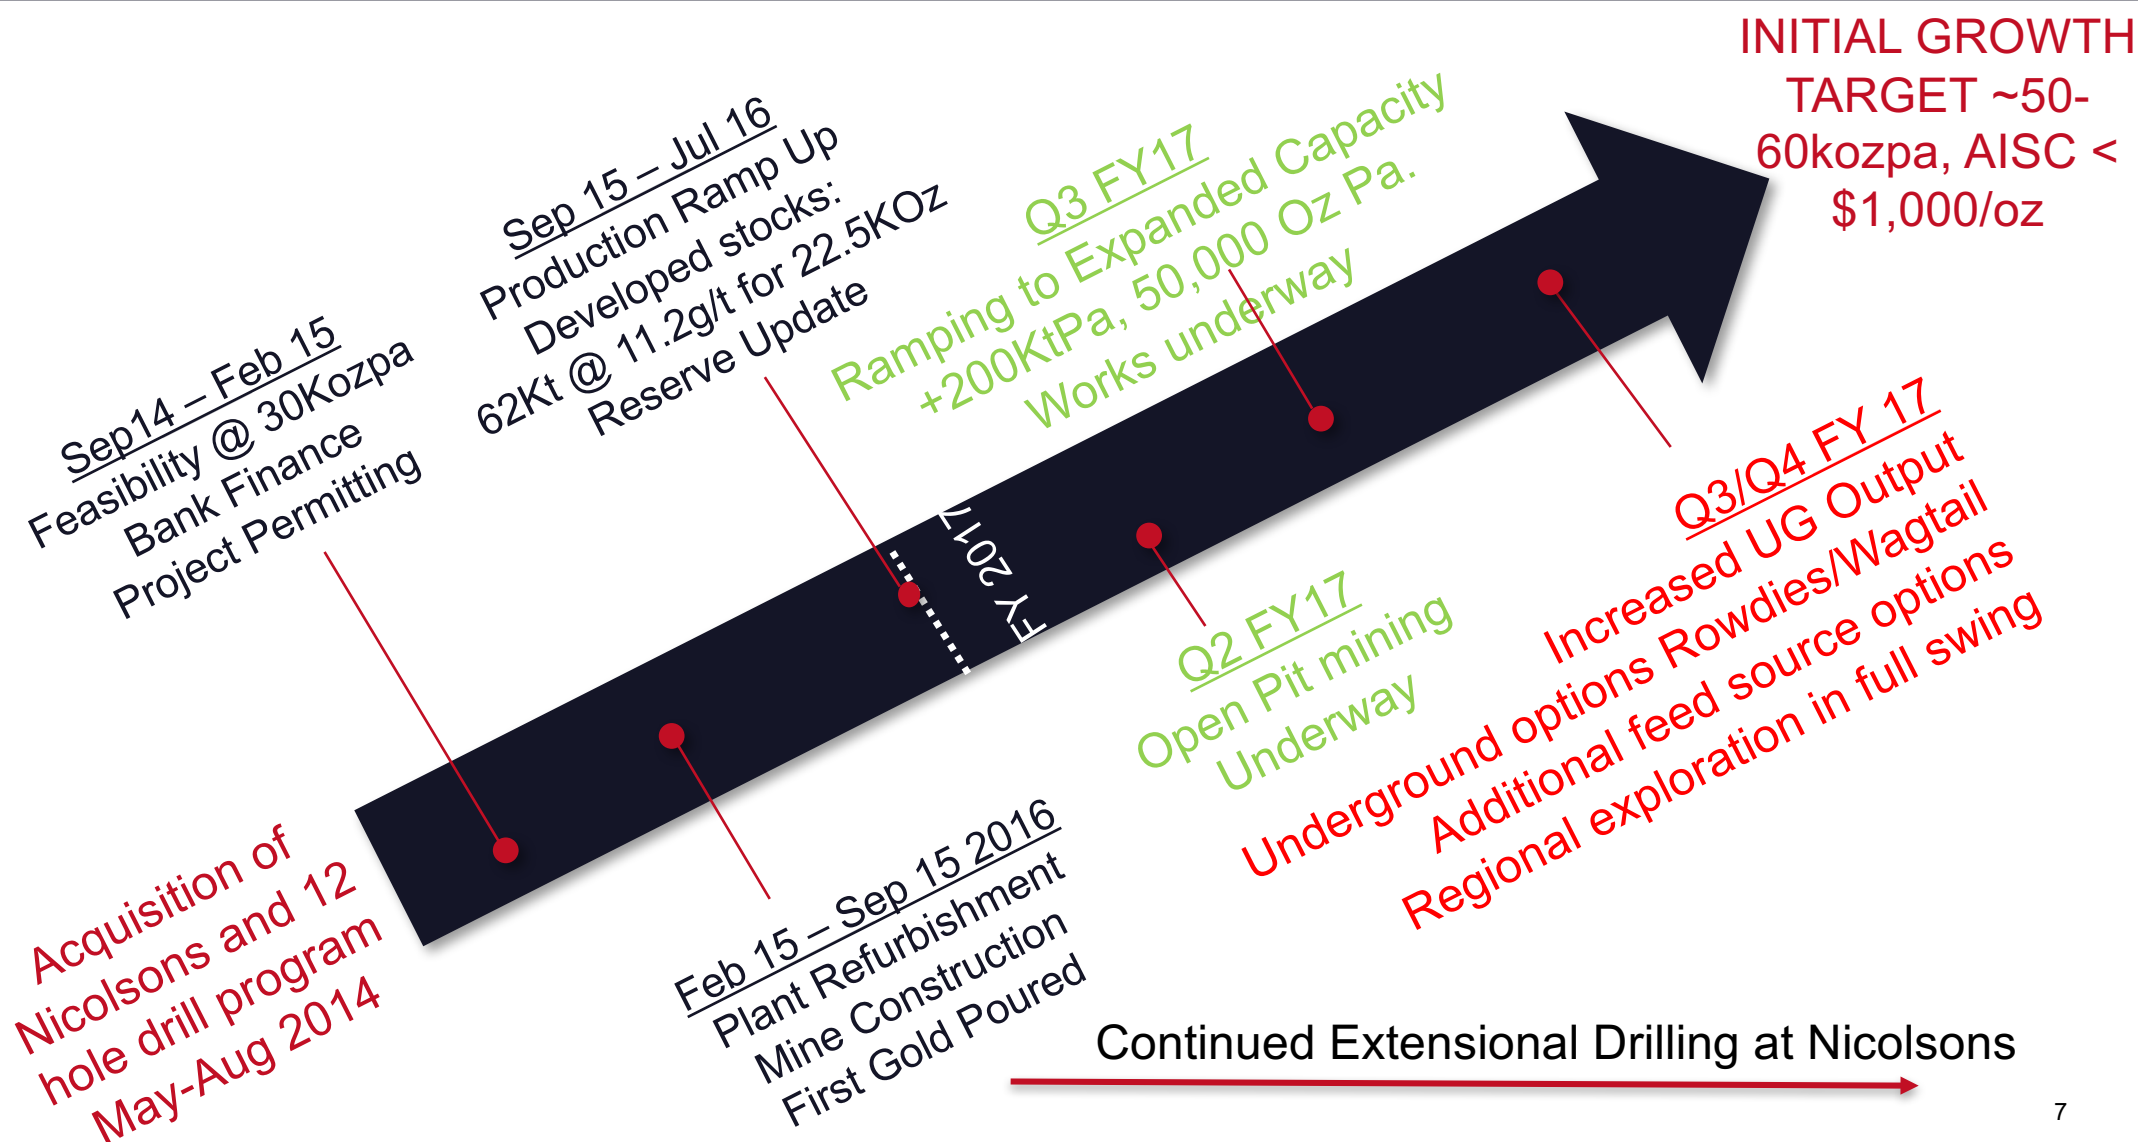 INITIAL GROWTH
TARGET ~50-
60kozpa, AISC <
$1,000/oz
Sep 15 – Jul 16
Production Ramp Up
Developed stocks:
62Kt @ 11.2g/t for 22.5KOz
Reserve Update
Q3 FY17
Ramping to Expanded Capacity
+200KtPa, 50,000 Oz Pa.
Works underway
Sep14 – Feb 15
Feasibility @ 30Kozpa
Bank Finance
Project Permitting
FY 2017
Q3/Q4 FY 17
Increased UG Output
Underground options Rowdies/Wagtail
Additional feed source options
Regional exploration in full swing
Q2 FY17
Open Pit mining
Underway
Acquisition of
Nicolsons and 12
hole drill program
May-Aug 2014
Feb 15 – Sep 15 2016
Plant Refurbishment
Mine Construction
First Gold Poured
Continued Extensional Drilling at Nicolsons
7